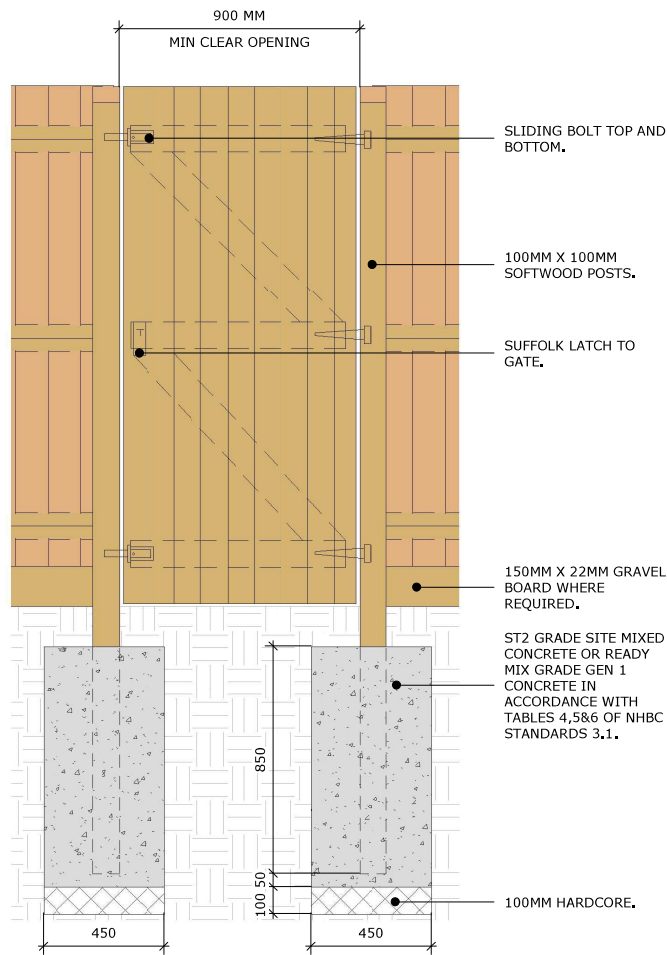 900 MM
MIN CLEAR OPENING
SLIDING BOLT TOP AND
BOTTOM.
100MM X 100MM
SOFTWOOD POSTS.
SUFFOLK LATCH TO
GATE.
150MM X 22MM GRAVEL
BOARD WHERE
REQUIRED.
ST2 GRADE SITE MIXED
CONCRETE OR READY
MIX GRADE GEN 1
CONCRETE IN
ACCORDANCE WITH
TABLES 4,5&6 OF NHBC
STANDARDS 3.1.
850
50
100
100MM HARDCORE.
450
450